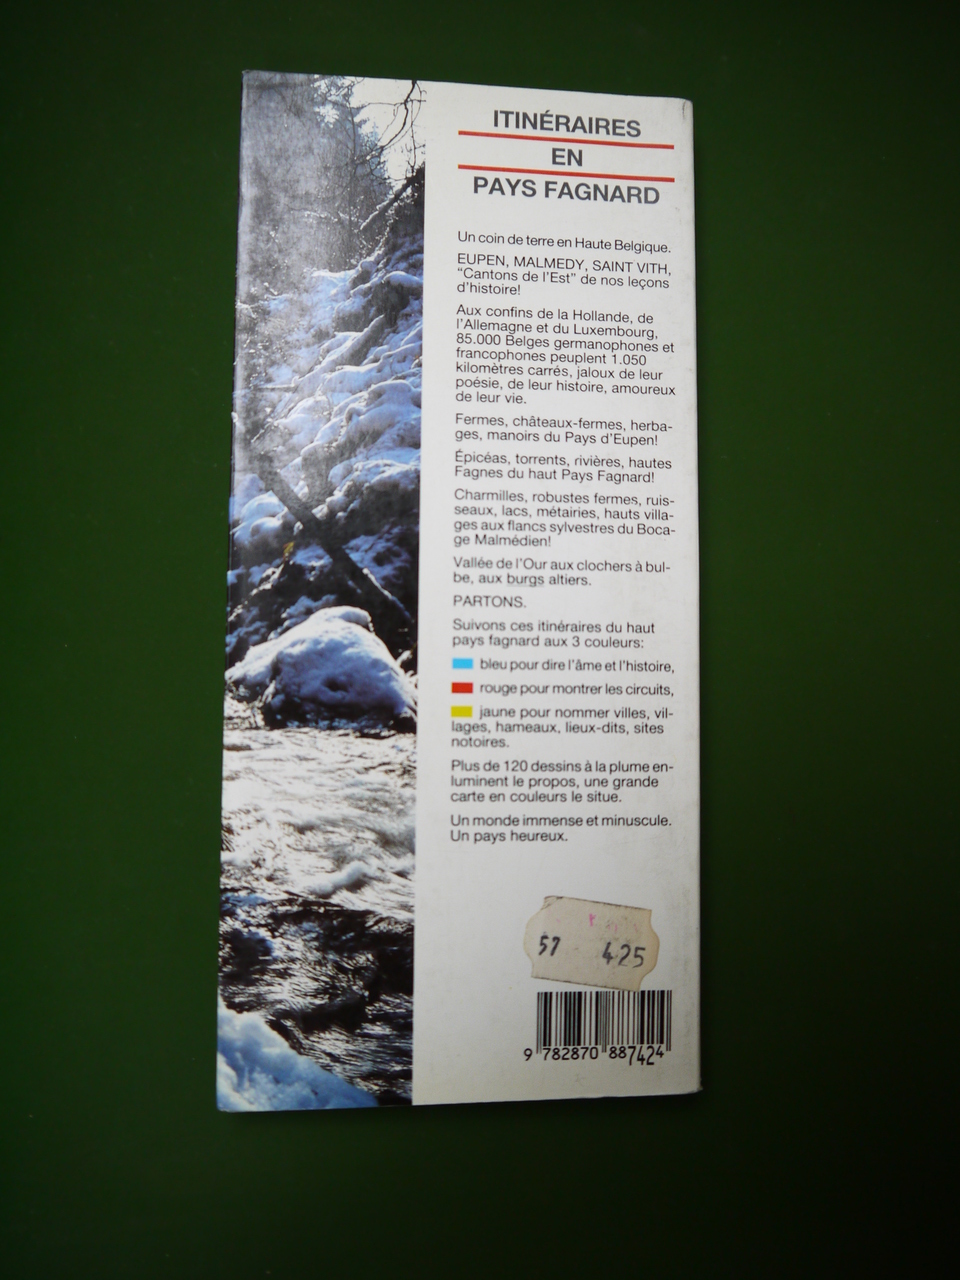 ITINÉRAIRES
EN
PAYS FAGNARD
Un coin de terre en Haute Belgique.
EUPEN, MALMEDY, SAINT VITH,
"Cantons de l'Est" de nos leçons
d'histoire!
Aux confins de la Hollande, de
l'Allemagne et du Luxembourg,
85.000 Belges germanophones et
francophones peuplent 1.050
kilomètres carrés, jaloux de leur
poésie, de leur histoire, amoureux
de leur vie.
Fermes, châteaux-fermes, herba-
ges, manoirs du Pays d'Eupen!
Épicéas, torrents, rivières, hautes
Fagnes du haut Pays Fagnard!
Charmilles, robustes fermes, ruis-
seaux, lacs, métairies, hauts villa-
ges aux flancs sylvestres du Boca-
ge Malmédien!
Vallée de l'Our aux clochers à bul-
be, aux burgs altiers.
PARTONS.
Suivons ces itinéraires du haut
pays fagnard aux 3 couleurs:
bleu pour dire l'âme et l'histoire,
rouge pour montrer les circuits,
jaune pour nommer villes, vil-
lages, hameaux, lieux-dits, sites
notoires.
Plus de 120 dessins à la plume en-
luminent le propos, une grande
carte en couleurs le situe.
Un monde immense et minuscule.
Un pays heureux.
57 425
9 782870 887424